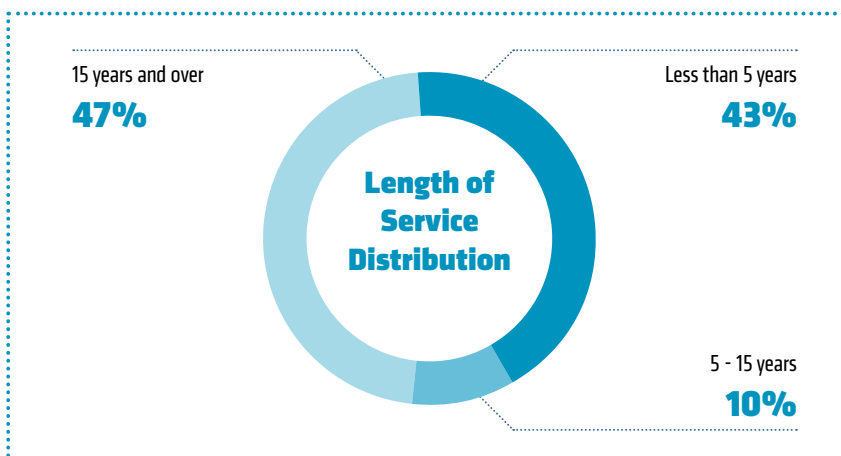 15 years and over
47%
Less than 5 years
43%
Length of
Service
Distribution
5 - 15 years
10%